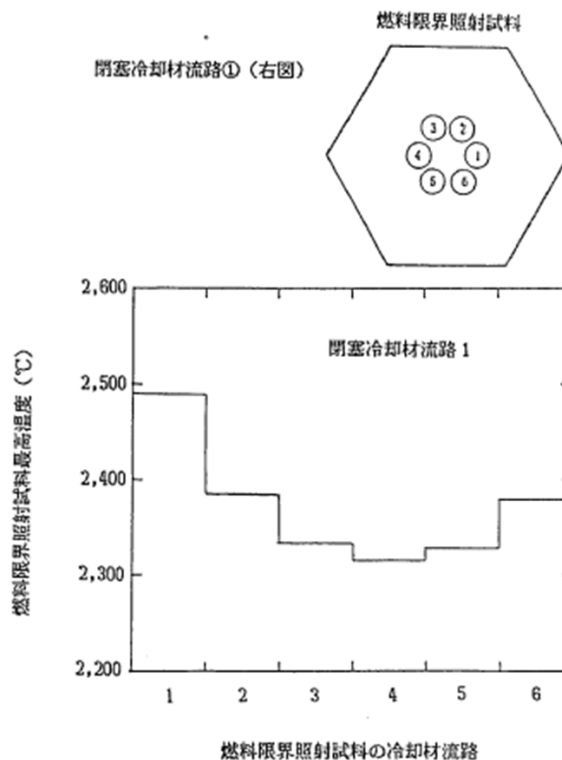 燃料限界照射試料
閉塞冷却材流路①（右図）
3 2
4 1
5 6
2,600
閉塞冷却材流路1
2,500
2,400
2,300
2,200
燃料限界照射試料最高温度（℃）
1 2 3 4 5 6
燃料限界照射試料の冷却材流路